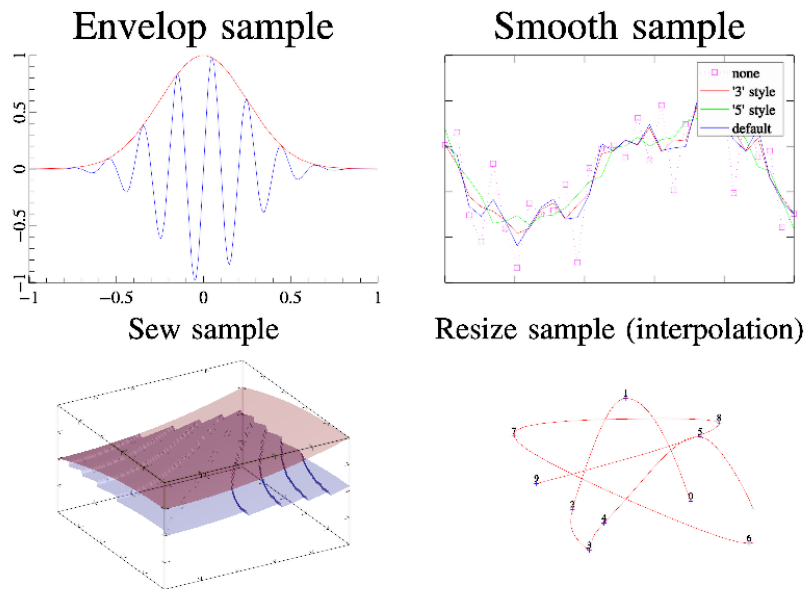 Envelop sample
Smooth sample
1
0.5
0
−0.5
−1
−1
−0.5
0
0.5
1
none
'3' style
'5' style
default
Sew sample
Resize sample (interpolation)
1
8
7
5
9
0
2
4
3
6